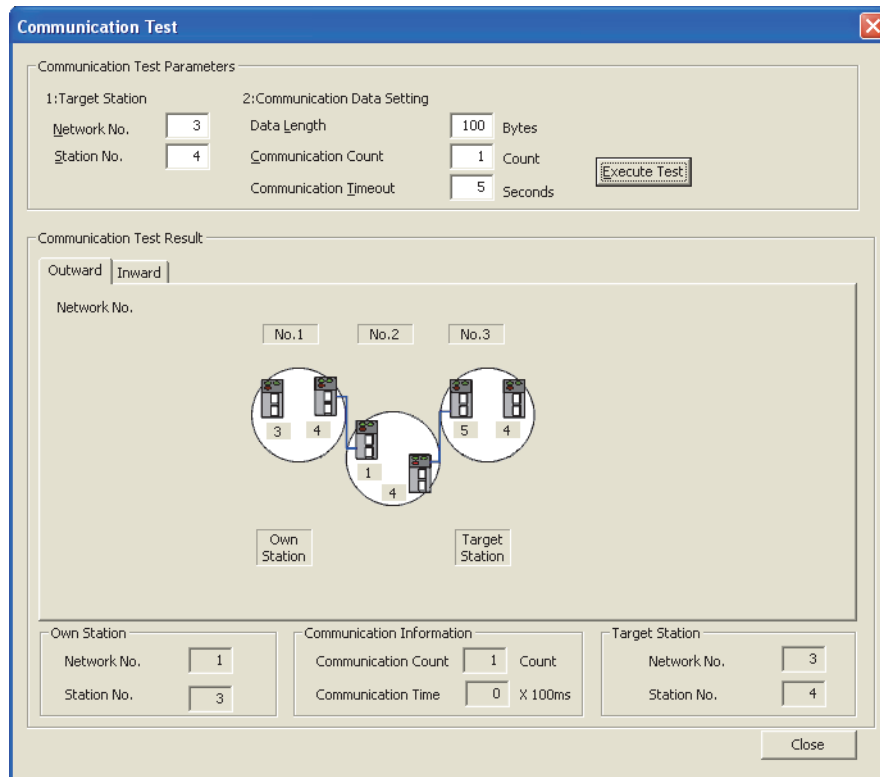 Communication Test
Communication Test Parameters
1:Target Station 2:Communication Data Setting
Network No. 3 Data Length 100 Bytes
Station No. 4 Communication Count 1 Count
Execute Test
Communication Timeout 5 Seconds
Communication Test Result
Outward Inward
Network No.
No.1 No.2 No.3
3 4 5 4
1
4
Own Station
Target Station
Own Station Communication Information Target Station
Network No. 1 Communication Count 1 Count Network No. 3
Station No. 3 Communication Time 0 X 100ms Station No. 4
Close